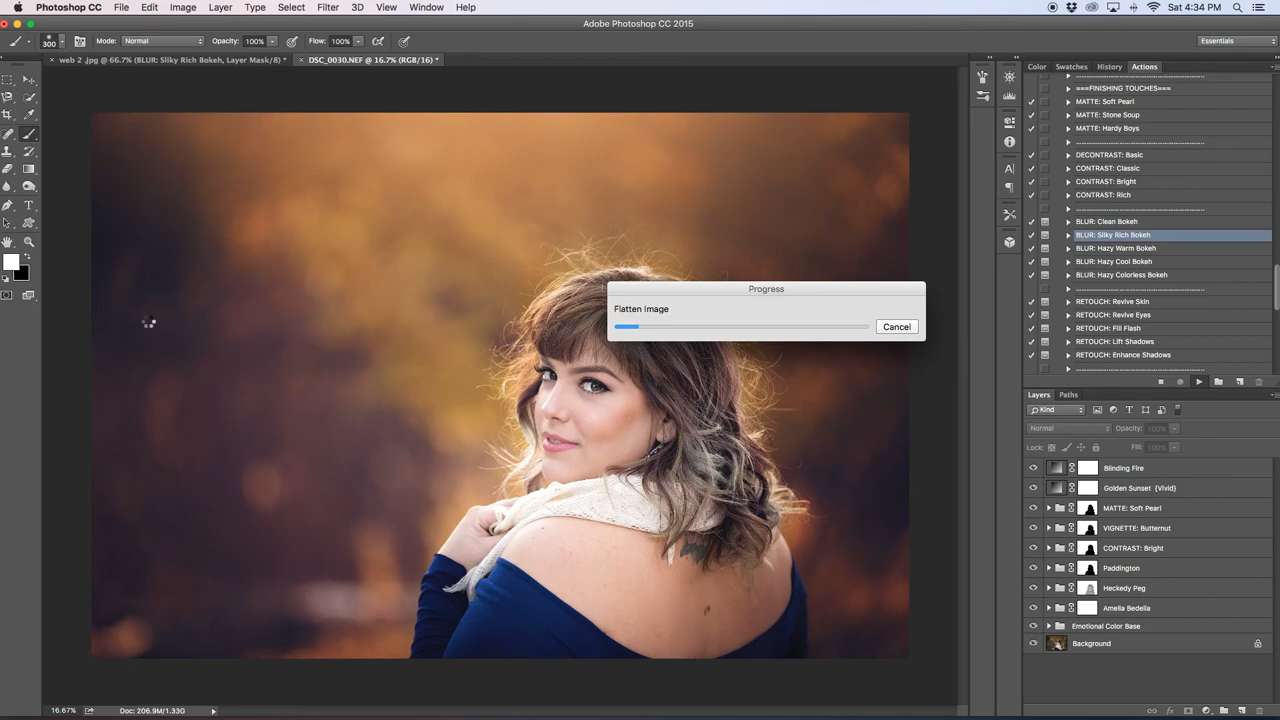 Photoshop CC File Edit Image Layer Type Select Filter 3D View Window Help Sat 4:34 PM
Adobe Photoshop CC 2015
300 Mode: Normal Opacity: 100% Flow: 100% Essentials
web 2 .jpg @ 66.7% (BLUR: Silky Rich Bokeh, Layer Mask/8) * DSC_0030.NEF @ 16.7% (RGB/16) *
Color Swatches History Actions
===FINISHING TOUCHES===
MATTE: Soft Pearl
MATTE: Stone Soup
MATTE: Hardy Boys
DECONTRAST: Basic
CONTRAST: Classic
CONTRAST: Bright
CONTRAST: Rich
BLUR: Clean Bokeh
BLUR: Silky Rich Bokeh
BLUR: Hazy Warm Bokeh
BLUR: Hazy Cool Bokeh
BLUR: Hazy Colorless Bokeh
RETOUCH: Revive Skin
RETOUCH: Revive Eyes
RETOUCH: Fill Flash
RETOUCH: Lift Shadows
RETOUCH: Enhance Shadows
Progress
Flatten Image
Cancel
Layers Paths
Kind
Normal Opacity: 100%
Lock: Fill: 100%
Blinding Fire
Golden Sunset {Vivid}
MATTE: Soft Pearl
VIGNETTE: Butternut
CONTRAST: Bright
Paddington
Heckedy Peg
Amelia Bedelia
Emotional Color Base
Background
16.67% Doc: 206.9M/1.33G